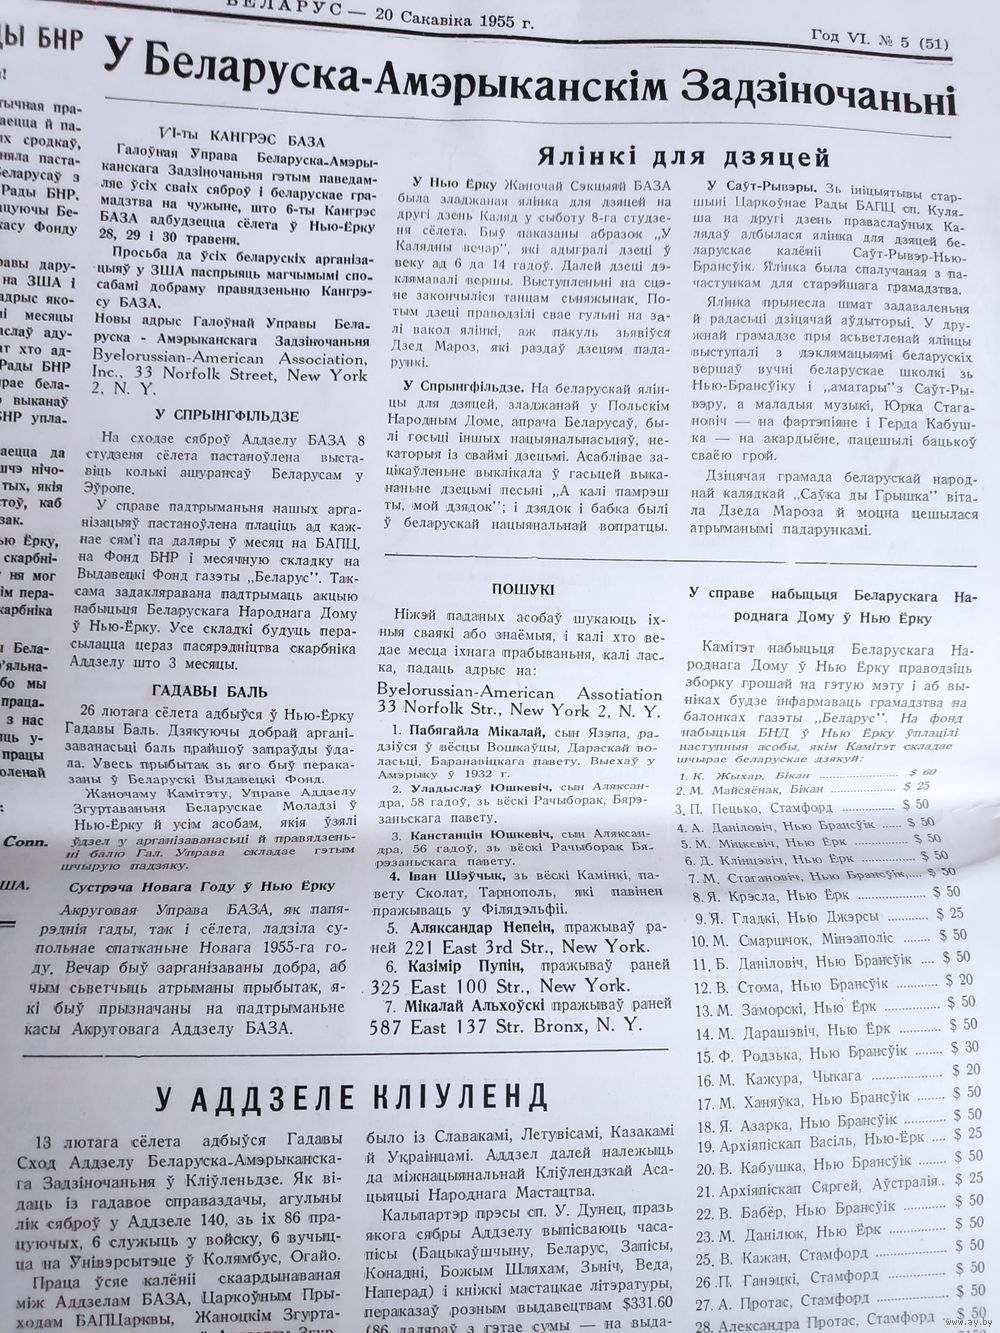 БЕЛАРУС — 20 Сакавіка 1955 г.
Год VI. № 5 (51)
ДЫ БНР
У Беларуска-Амэрыканскім Задзіночаньні
VI-ты КАНГРЭС БАЗА
Галоўная Управа Беларуска-Амэры-
канскага Задзіночаньня гэтым паведам-
ляе ўсіх сваіх сяброў і беларускае гра-
мадзтва на чужыне, што 6-ты Кангрэс
БАЗА адбудзецца сёлета ў Нью-Ёрку
28, 29 і 30 травеня.
Просьба да ўсіх беларускіх арганіза-
цыяў у ЗША паспрыяць магчымымі спо-
сабамі добраму правядзеньню Кангрэ-
су БАЗА.
Новы адрыс Галоўнай Управы Бела-
руска - Амэрыканскага Задзіночаньня
Byelorussian-American Association,
Inc., 33 Norfolk Street, New York
2, N. Y.
У СПРЫНГФІЛЬДЗЕ
На сходзе сяброў Аддзелу БАЗА 8
студзеня сёлета пастаноўлена выста-
віць колькі ашурансаў Беларусам у
Эўропе.
У справе падтрыманьня нашых арга-
нізацыяў пастаноўлена плаціць ад каж-
нае сям'і па даляры ў месяц на БАПЦ,
на Фонд БНР і месячную складку на
Выдавецкі Фонд газэты „Беларус". Так-
сама задэкляравана падтрымаць акцыю
набыцьця Беларускага Народнага Дому
ў Нью-Ёрку. Усе складкі будуць пера-
сылацца цераз пасярэдніцтва скарбніка
Аддзелу што 3 месяцы.
ГАДАВЫ БАЛЬ
26 лютага сёлета адбыўся ў Нью-Ёрку
Гадавы Баль. Дзякуючы добрай аргані-
заванасьці баль прайшоў запраўды ўда-
ла. Увесь прыбытак зь яго быў перака-
заны ў Беларускі Выдавецкі Фонд.
Жаночаму Камітэту, Управе Аддзелу
Згуртаваньня Беларускае Моладзі ў
Нью-Ёрку й усім асобам, якія ўзялі
ўдзел у арганізаванасьці й правядзень-
ні балю Гал. Управа складае гэтым
шчырую падзяку.
Сустрэча Новага Году ў Нью Ёрку
Акруговая Управа БАЗА, як папя-
рэднія гады, так і сёлета, ладзіла су-
польнае спатканьне Новага 1955-га го-
ду. Вечар быў зарганізаваны добра, аб
чым сьветчыць атрыманы прыбытак, я-
кі быў прызначаны на падтрыманьне
касы Акруговага Аддзелу БАЗА.
Ялінкі для дзяцей
У Нью Ёрку Жаночай Сэкцыяй БАЗА
была зладжаная ялінка для дзяцей на
другі дзень Каляд у сыботу 8-га студзе-
ня сёлета. Быў паказаны абразок „У
Калядны вечар", які адыгралі дзеці ў
веку ад 6 да 14 гадоў. Далей дзеці дэ-
клямавалі вершы. Выступленьні на сцэ-
не закончыліся танцам сьняжынак. По-
тым дзеці праводзілі свае гульні на за-
лі вакол ялінкі, аж пакуль зьявіўся
Дзед Мароз, які раздаў дзецям пада-
рункі.
У Спрынгфільдзе. На беларускай ялін-
цы для дзяцей, зладжанай у Польскім
Народным Доме, апрача Беларусаў, бы-
лі госьці іншых нацыянальнасьцяў, не-
каторыя із сваймі дзецьмі. Асаблівае за-
цікаўленьне выклікала ў гасьцей выка-
наньне дзецьмі песьні „А калі памрэш
ты, мой дзядок"; і дзядок і бабка былі
ў беларускай нацыянальнай вопратцы.
У Саўт-Рывэры. Зь ініцыятывы стар-
шыні Царкоўнае Рады БАПЦ сп. Куля-
ша на другі дзень праваслаўных Ка-
лядаў адбылася ялінка для дзяцей бе-
ларускае калёніі Саўт-Рывэр-Нью-
Брансўік. Ялінка была спалучаная з па-
частункам для старэйшага грамадзтва.
Ялінка прынесла шмат задаваленьня
й радасьці дзіцячай аўдыторыі. У дру-
жнай грамадзе пры асьветленай ялінцы
выступалі з дэклямацыямі беларускіх
вершаў вучні беларускае школкі зь
Нью-Брансўіку і „аматары"з Саўт-Ры-
вэру, а маладыя музыкі, Юрка Стага-
новіч — на фартэпіяне і Герда Кабуш-
ка — на акардыёне, пацешылі бацькоў
сваёю грой.
Дзіцячая грамада беларускай народ-
най калядкай „Саўка ды Грышка" віта-
ла Дзеда Мароза й моцна цешылася
атрыманымі падарункамі.
ПОШУКІ
Ніжэй паданых асобаў шукаюць іх-
ныя сваякі або знаёмыя, і калі хто ве-
дае месца іхнага прабываньня, калі лас-
ка, падаць адрыс на:
Byelorussian-American Asso­tiation
33 Norfolk Str., New York 2, N. Y.
1. Пабягайла Мікалай, сын Язэпа, ра-
дзіўся ў вёсцы Вошкаўцы, Дараскай во-
ласьці, Баранавіцкага павету. Выехаў у
Амэрыку ў 1932 г.
2. Уладыслаў Юшкевіч, сын Аляксан-
дра, 58 гадоў, зь вёскі Рачыборак, Бярэ-
заньскага павету.
3. Канстанцін Юшкевіч, сын Аляксан-
дра, 56 гадоў, зь вёскі Рачыборак Бя-
рэзаньскага павету.
4. Іван Шэўчык, зь вёскі Камінкі, па-
вету Сколат, Тарнополь, які павінен
пражываць у Філядэльфіі.
5. Аляксандар Непеін, пражываў ра-
ней 221 East 3rd Str., New York.
6. Казімір Пупін, пражываў раней
325 East 100 Str., New York.
7. Мікалай Альхоўскі пражываў раней
587 East 137 Str. Bronx, N. Y.
У справе набыцьця Беларускага На-
роднага Дому ў Нью Ёрку
Камітэт набыцьця Беларускага На-
роднага Дому ў Нью Ёрку праводзіць
зборку грошай на гэтую мэту і аб вы-
ніках будзе інфармаваць грамадзтва на
балонках газэты „Беларус". На фонд
набыцьця БНД ў Нью Ёрку ўплацілі
наступныя асобы, якім Камітэт складае
шчырае беларускае дзякуй:
1. К. Жыхар, Бікан ........ $ 60
2. М. Майсяёнак, Бікан ........ $ 25
3. П. Пецько, Стамфорд ........ $ 50
4. А. Даніловіч, Нью Брансўік ...... $ 50
5. М. Міцкевіч, Нью Ёрк ........ $ 50
6. Д. Клінцэвіч, Нью Ёрк ........ $ 50
7. М. Стагановіч, Нью Брансўік,.... $ 50
8. Я. Крэсла, Нью Ёрк ........ $ 50
9. Я. Гладкі, Нью Джэрсы ........ $ 25
10. М. Смаршчок, Мінэаполіс ........ $ 50
11. Б. Даніловіч, Нью Брансўік .... $ 50
12. В. Стома, Нью Брансўік ........ $ 20
13. М. Заморскі, Нью Ёрк ........ $ 50
14. М. Дарашэвіч, Нью Ёрк ........ $ 50
15. Ф. Родзька, Нью Брансўік ........ $ 30
16. М. Кажура, Чыкага ........ $ 20
17. М. Ханяўка, Нью Брансўік ........ $ 50
18. Я. Азарка, Нью Брансўік ........ $ 50
19. Архіяпіскап Васіль, Нью-Ёрк .... $ 25
20. В. Кабушка, Нью Брансўік ........ $ 50
21. Архіяпіскап Сяргей, Аўстралія.. $ 25
22. В. Бабёр, Нью Брансўік ........ $ 50
23. М. Данілюк, Нью Ёрк ........ $ 50
25. В. Кажан, Стамфорд ........ $ 50
26 .П. Ганэцкі, Стамфорд ........ $ 50
27. А. Протас, Стамфорд ........ $ 50
28. Александра Протас, Стамфорд .. $ 50
У АДДЗЕЛЕ КЛІУЛЕНД
13 лютага сёлета адбыўся Гадавы
Сход Аддзелу Беларуска-Амэрыканска-
га Задзіночаньня ў Кліўленьдзе. Як ві-
даць із гадавое справаздачы, агульны
лік сяброў у Аддзеле 140, зь іх 86 пра-
цуючых, 6 служыць у войску, 6 вучыц-
ца на Унівэрсытэце ў Колямбус, Огайо.
Праца ўсяе калёніі скаардынаваная
між Аддзелам БАЗА, Царкоўным Пры-
ходам БАПЦарквы, Жаноцкім Згурта-
было із Славакамі, Летувісамі, Казакамі
й Украінцамі. Аддзел далей належыць
да міжнацыянальнай Кліўлендзкай Аса-
цыяцыі Народнага Мастацтва.
Кальпартэр прэсы сп. У. Дунец, празь
якога сябры Аддзелу выпісваюць часа-
пісы (Бацькаўшчыну, Беларус, Запісы,
Конадні, Божым Шляхам, Зьніч, Веда,
Наперад) і кніжкі мастацкае літэратуры,
пераказаў розным выдавецтвам $331.60
(86 даляраў з гэтае сумы — на выда-
Conn.
ША.
www.ay.by